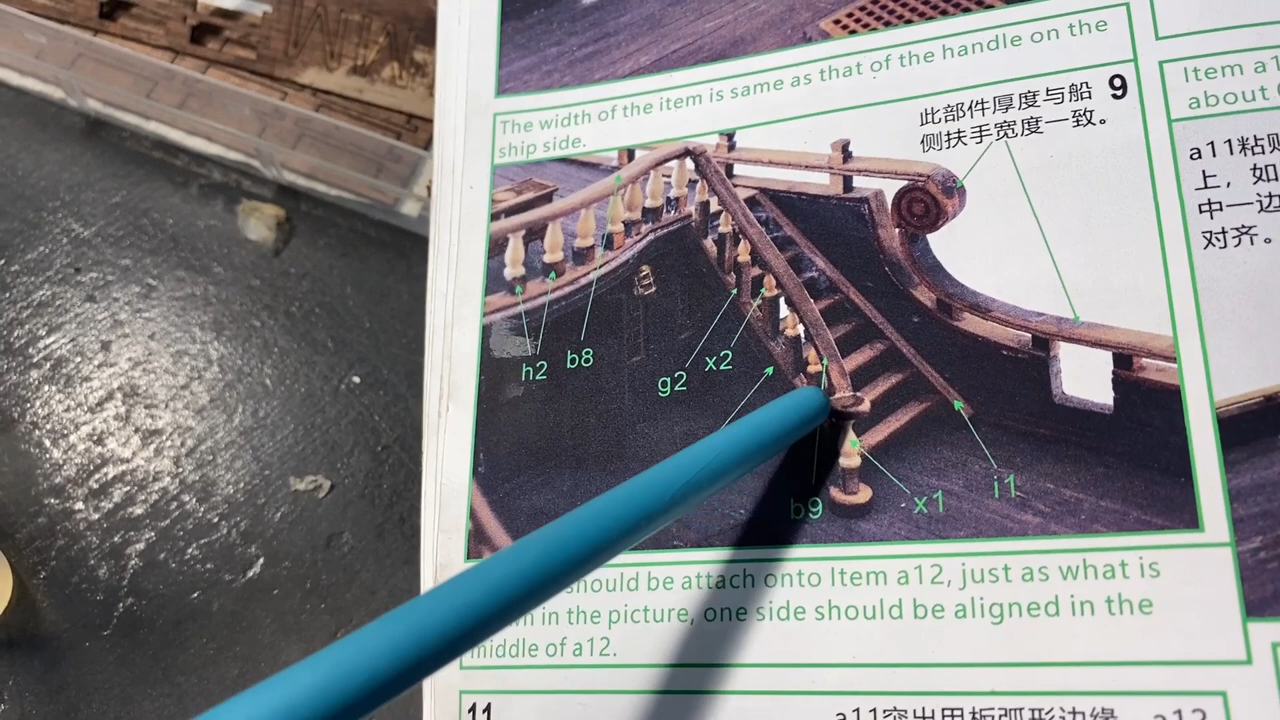 The width of the item is same as that of the handle on the
ship side.
此部件厚度与船
侧扶手宽度一致。
9
h2
b8
g2
x2
b9
x1
i1
should be attach onto Item a12, just as what is
in the picture, one side should be aligned in the
middle of a12.
11
a11突出甲板弧形边缘
Item a1
about
a11粘贴
上，如
中一边
对齐。